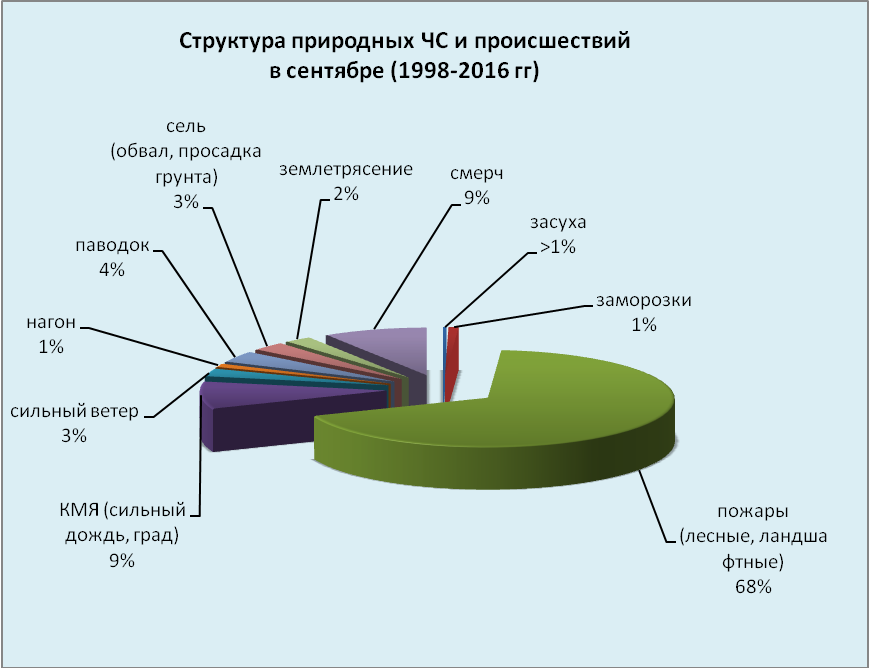 Структура природных ЧС и происшествий
в сентябре (1998-2016 гг)
сель
(обвал, просадка
грунта)
3%
землетрясение
2%
смерч
9%
засуха
>1%
заморозки
1%
паводок
4%
нагон
1%
сильный ветер
3%
КМЯ (сильный
дождь, град)
9%
пожары
(лесные, ландша
фтные)
68%